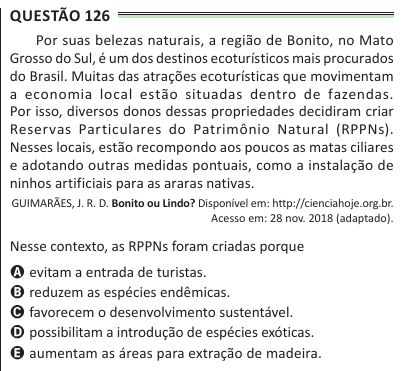 QUESTÃO 126
Por suas belezas naturais, a região de Bonito, no Mato
Grosso do Sul, é um dos destinos ecoturísticos mais procurados
do Brasil. Muitas das atrações ecoturísticas que movimentam
a economia local estão situadas dentro de fazendas.
Por isso, diversos donos dessas propriedades decidiram criar
Reservas Particulares do Patrimônio Natural (RPPNs).
Nesses locais, estão recompondo aos poucos as matas ciliares
e adotando outras medidas pontuais, como a instalação de
ninhos artificiais para as araras nativas.
GUIMARÃES, J. R. D. Bonito ou Lindo? Disponível em: http://cienciahoje.org.br.
Acesso em: 28 nov. 2018 (adaptado).
Nesse contexto, as RPPNs foram criadas porque
A evitam a entrada de turistas.
B reduzem as espécies endêmicas.
C favorecem o desenvolvimento sustentável.
D possibilitam a introdução de espécies exóticas.
E aumentam as áreas para extração de madeira.